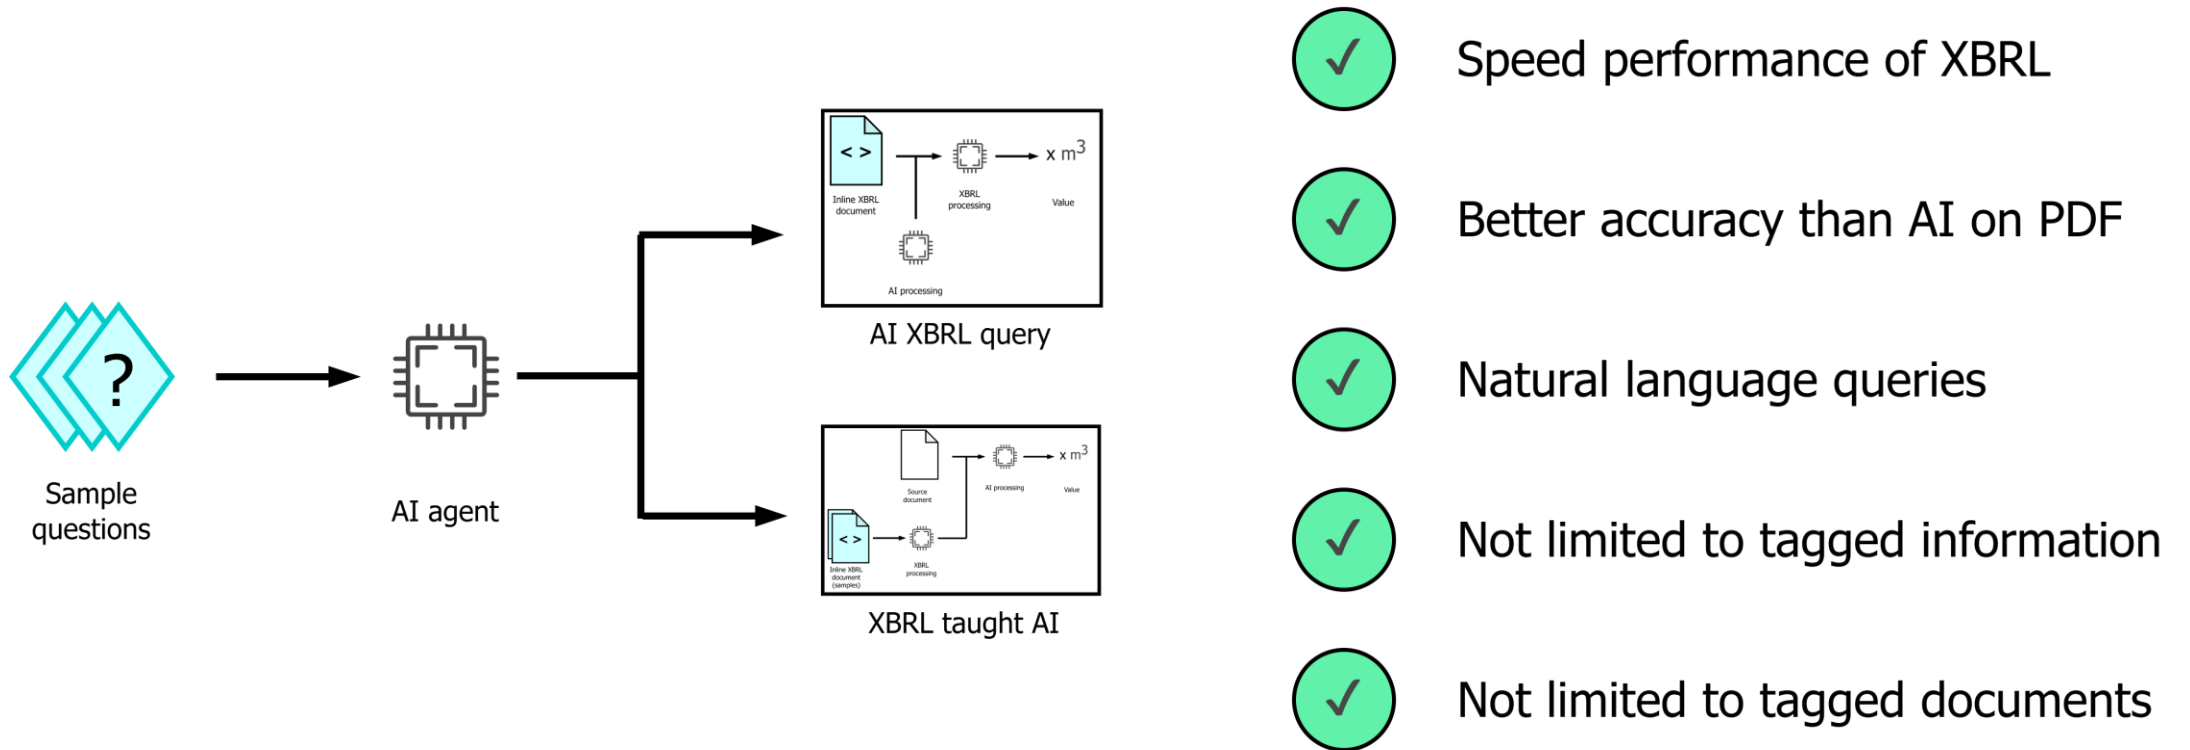 ?
Sample
questions
AI agent
< >
Inline XBRL
document
XBRL
processing
x m³
Value
AI processing
AI XBRL query
Source
document
AI processing
x m³
Value
< >
Inline XBRL
document
(samples)
XBRL
processing
XBRL taught AI
✓ Speed performance of XBRL
✓ Better accuracy than AI on PDF
✓ Natural language queries
✓ Not limited to tagged information
✓ Not limited to tagged documents